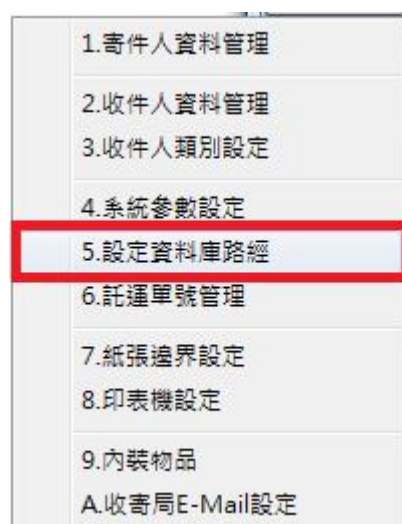 1.寄件人資料管理
2.收件人資料管理
3.收件人類別設定
4.系統參數設定
5.設定資料庫路經
6.託運單號管理
7.紙張邊界設定
8.印表機設定
9.內裝物品
A.收寄局E-Mail設定